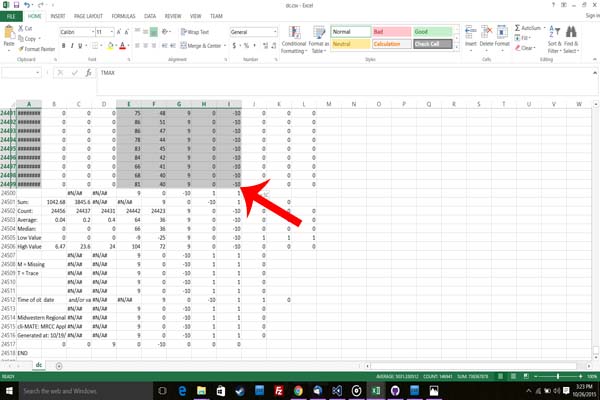 dc.csv - Excel
FILE HOME INSERT PAGE LAYOUT FORMULAS DATA REVIEW VIEW TEAM Sign in
Cut Calibri 11 Wrap Text General Normal Bad Good AutoSum
Copy Fill
Paste Format Painter Merge & Center Conditional Formatting Format as Table Neutral Calculation Check Cell Insert Delete Format Clear Sort & Filter Find & Select
Clipboard Font Alignment Number Styles Cells Editing
TMAX
A B C D E F G H I J K L M N O P Q R S T U V W
24491 ######## 0 0 0 75 48 9 0 -10 0 0 0
24492 ######## 0 0 0 86 51 9 0 -10 0 0 0
24493 ######## 0 0 0 86 47 9 0 -10 0 0 0
24494 ######## 0 0 0 78 44 9 0 -10 0 0 0
24495 ######## 0 0 0 83 45 9 0 -10 0 0 0
24496 ######## 0 0 0 84 42 9 0 -10 0 0 0
24497 ######## 0 0 0 66 41 9 0 -10 0 0 0
24498 ######## 0 0 0 68 40 9 0 -10 0 0 0
24499 ######## 0 0 0 81 40 9 0 -10 0 0 0
24500 #N/A# #N/A# 9 0 -10 1 1
24501 Sum: 1042.68 3845.6 #N/A# #N/A# 9 0 -10 1 0
24502 Count: 24456 24437 24431 24442 24423 9 0 -10 0 0 0
24503 Average: 0.04 0.2 0.4 64 36 9 0 -10 0 0 0
24504 Median: 0 0 0 66 36 9 0 -10 0 0 0
24505 Low Value 0 0 0 -9 -25 9 0 -10 1 1 1
24506 High Value 6.47 23.6 24 104 72 9 0 -10 0 0 0
24507 #N/A# #N/A# 9 0 -10 1 1 0
24508 M = Missing #N/A# #N/A# 9 0 -10 1 1 0
24509 T = Trace #N/A# #N/A# 9 0 -10 1 1 0
24510 #N/A# #N/A# 9 0 -10 1 1 0
24511 #N/A# #N/A# 9 0 -10 1 1 0
24512 Time of ot date and/or va #N/A# #N/A# 9 0 -10 1 1 0
24513 #N/A# #N/A# 9 0 -10 1 1 0
24514 Midwestern Regional #N/A# #N/A# 9 0 -10 1 1 0
24515 cli-MATE: MRCC Appl #N/A# #N/A# 9 0 -10 1 1 0
24516 Generated at: 10/19/ #N/A# #N/A# 9 0 -10 1 1 0
24517 0 0 9 0 -10 0 0 0
24518 END
dc
READY COUNT: 146941 100%
Search the web and Windows 3:23 PM
10/26/2015